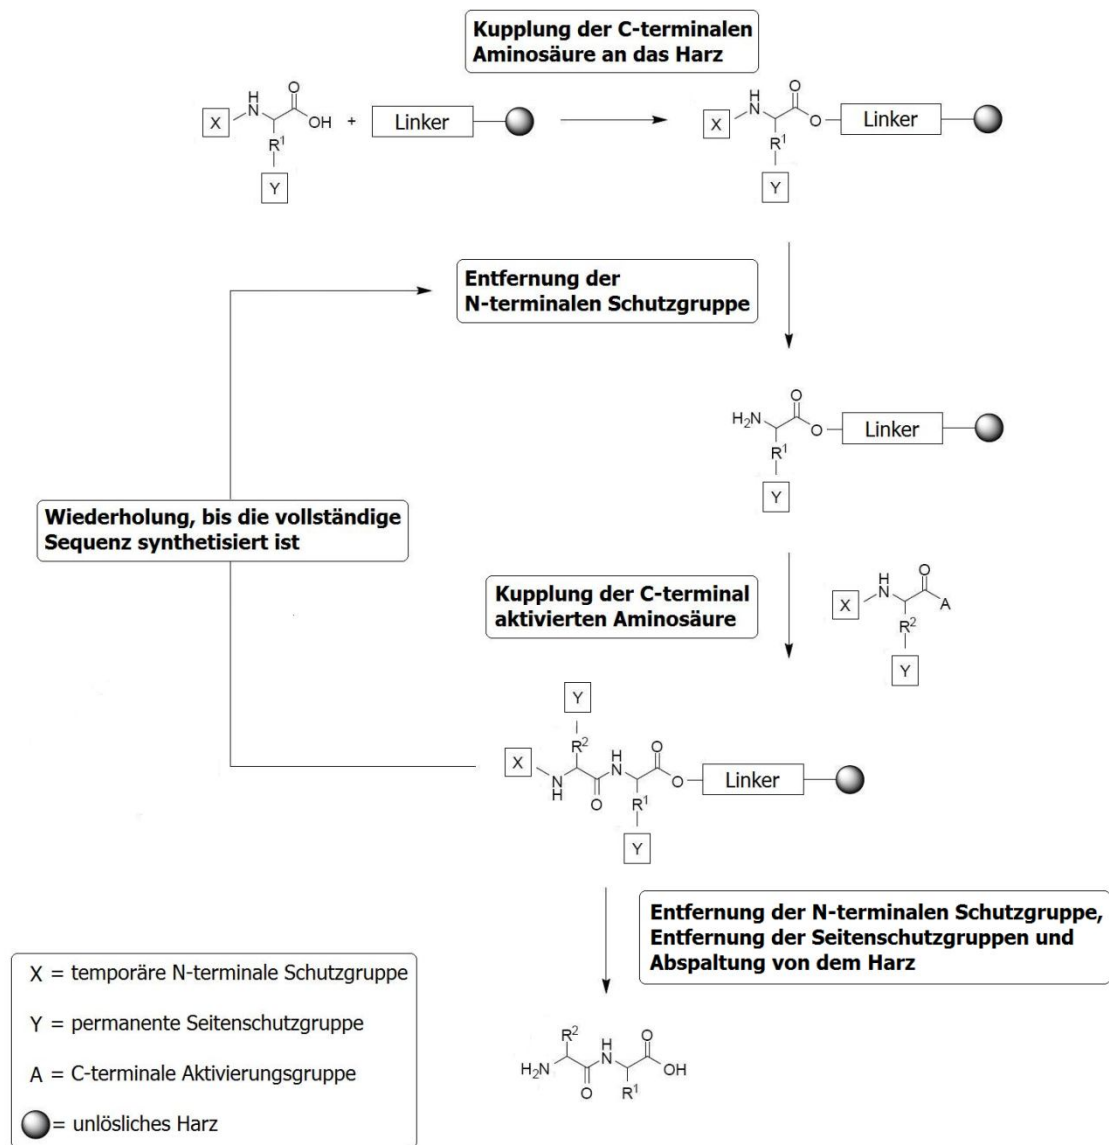 Kupplung der C-terminalen
Aminosäure an das Harz
X
H
N
O
OH
+
Linker
R1
Y
X
H
N
O
O
Linker
R1
Y
Entfernung der
N-terminalen Schutzgruppe
H2N
O
O
Linker
R1
Y
Wiederholung, bis die vollständige
Sequenz synthetisiert ist
Kupplung der C-terminal
aktivierten Aminosäure
X
H
N
O
A
R2
Y
Y
R2
X
N
H
O
H
N
O
O
Linker
R1
Y
Entfernung der N-terminalen Schutzgruppe,
Entfernung der Seitenschutzgruppen und
Abspaltung von dem Harz
X = temporäre N-terminale Schutzgruppe
Y = permanente Seitenschutzgruppe
A = C-terminale Aktivierungsgruppe
= unlösliches Harz
R2
H2N
O
H
N
O
OH
R1